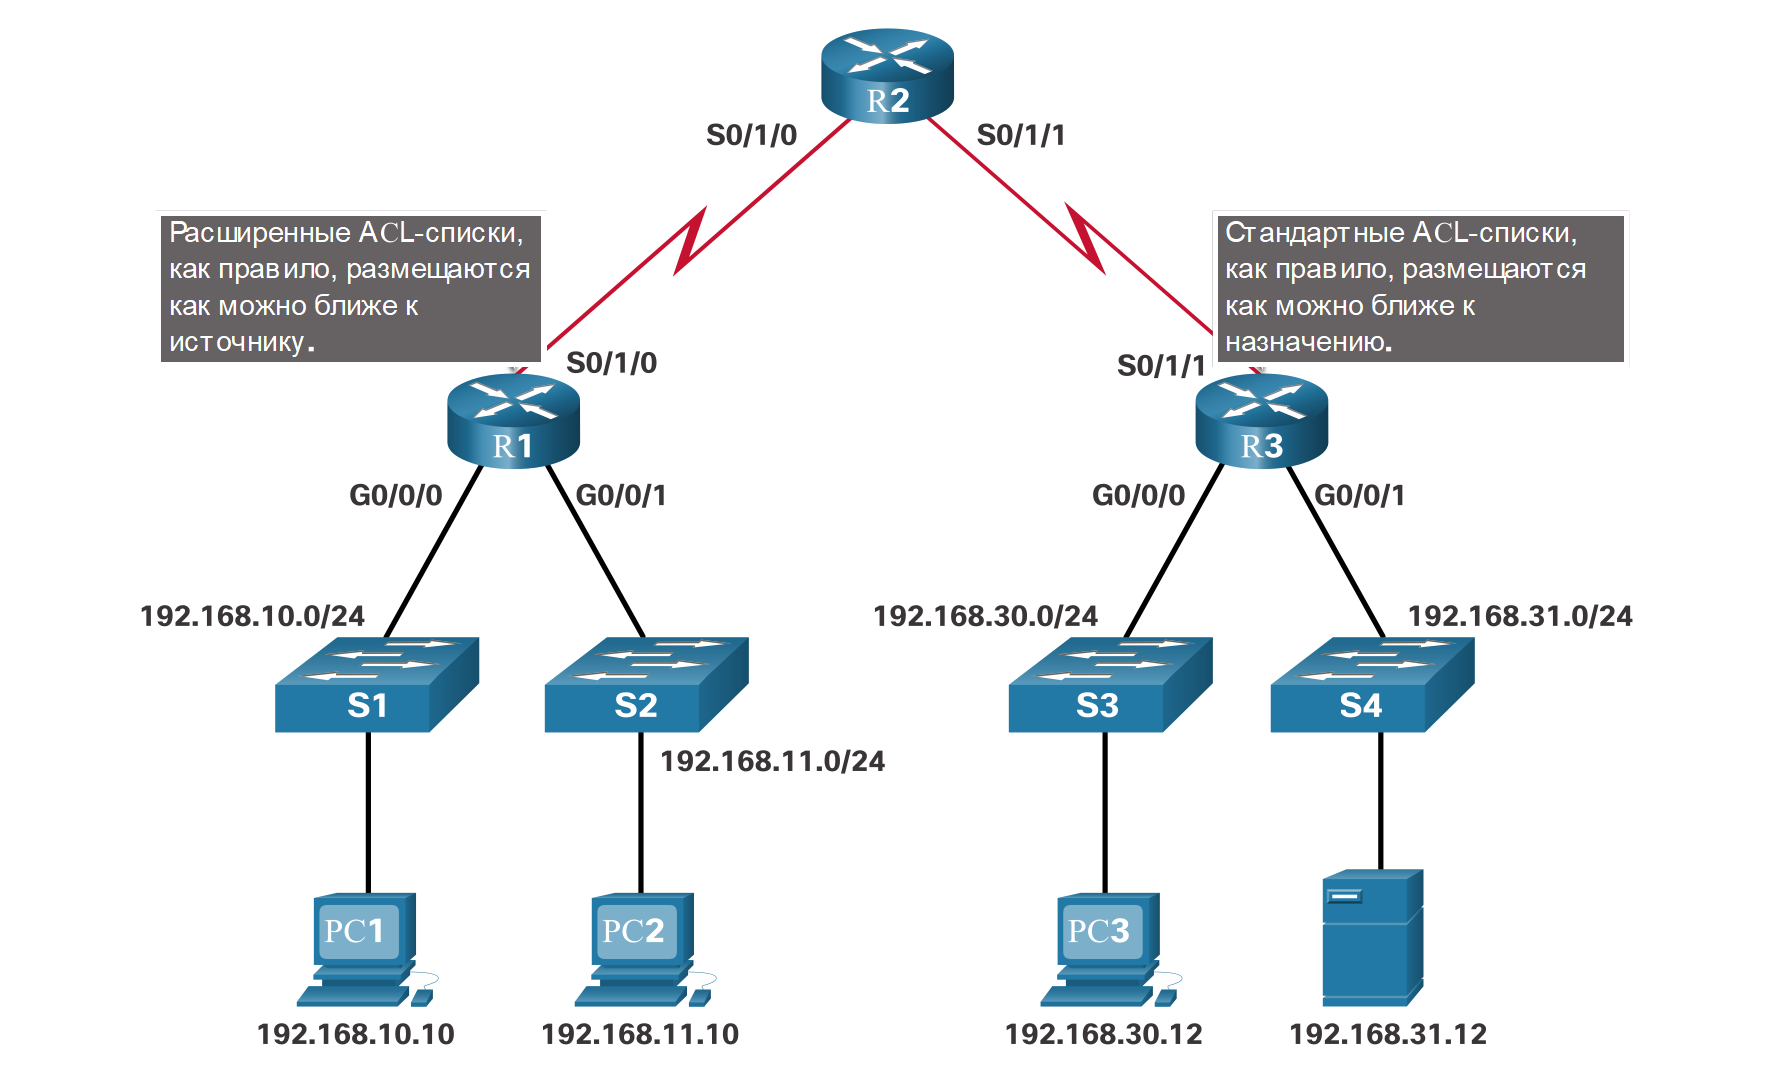 R2
S0/1/0
S0/1/1
Расширенные ACL-списки,
как правило, размещаются
как можно ближе к
источнику.
Стандартные ACL-списки,
как правило, размещаются
как можно ближе к
назначению.
S0/1/0
S0/1/1
R1
R3
G0/0/0
G0/0/1
G0/0/0
G0/0/1
192.168.10.0/24
192.168.30.0/24
192.168.31.0/24
S1
S2
S3
S4
192.168.11.0/24
PC1
PC2
PC3
192.168.10.10
192.168.11.10
192.168.30.12
192.168.31.12